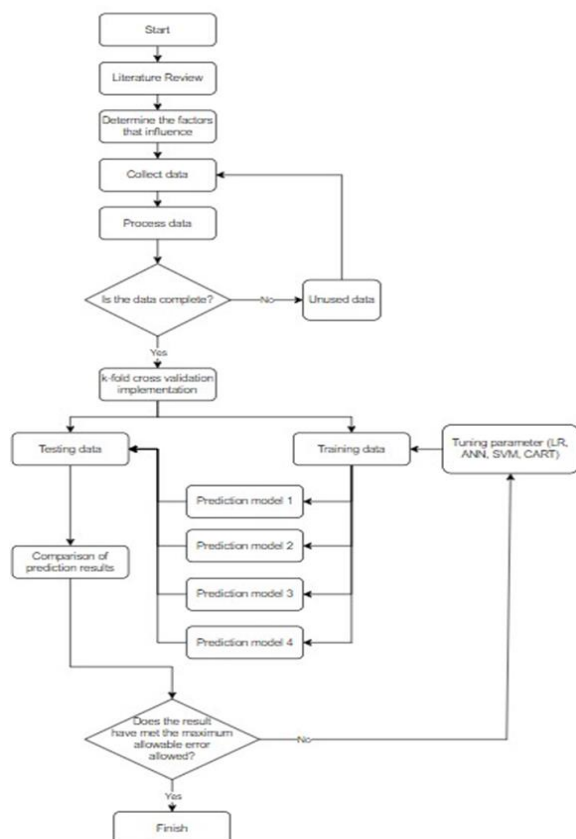 Start
Literature Review
Determine the factors
that influence
Collect data
Process data
Is the data complete?
No
Unused data
Yes
k-fold cross validation
implementation
Testing data
Training data
Tuning parameter (LR,
ANN, SVM, CART)
Prediction model 1
Prediction model 2
Comparison of
prediction results
Prediction model 3
Prediction model 4
Does the result
have met the maximum
allowable error
allowed?
No
Yes
Finish